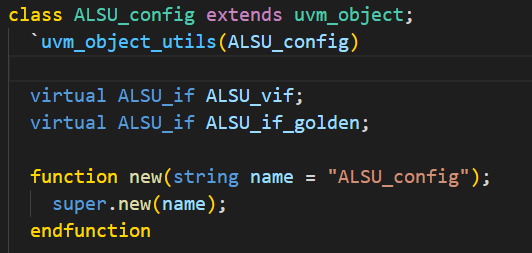 class ALSU_config extends uvm_object;
  `uvm_object_utils(ALSU_config)

  virtual ALSU_if ALSU_vif;
  virtual ALSU_if ALSU_if_golden;

  function new(string name = "ALSU_config");
    super.new(name);
  endfunction